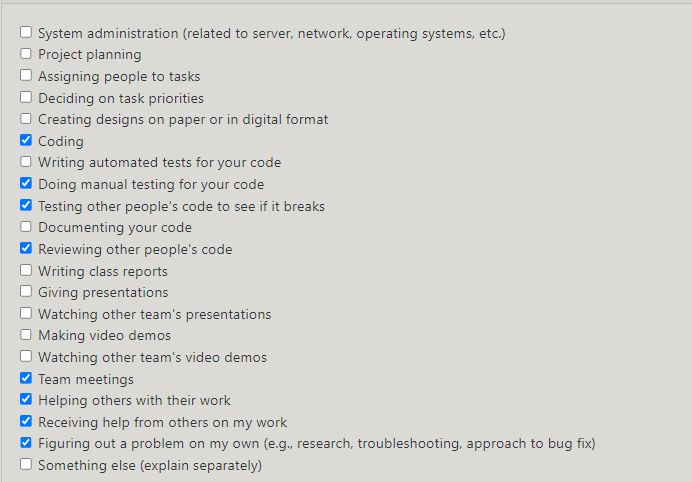 System administration (related to server, network, operating systems, etc.)
Project planning
Assigning people to tasks
Deciding on task priorities
Creating designs on paper or in digital format
Coding
Writing automated tests for your code
Doing manual testing for your code
Testing other people's code to see if it breaks
Documenting your code
Reviewing other people's code
Writing class reports
Giving presentations
Watching other team's presentations
Making video demos
Watching other team's video demos
Team meetings
Helping others with their work
Receiving help from others on my work
Figuring out a problem on my own (e.g., research, troubleshooting, approach to bug fix)
Something else (explain separately)